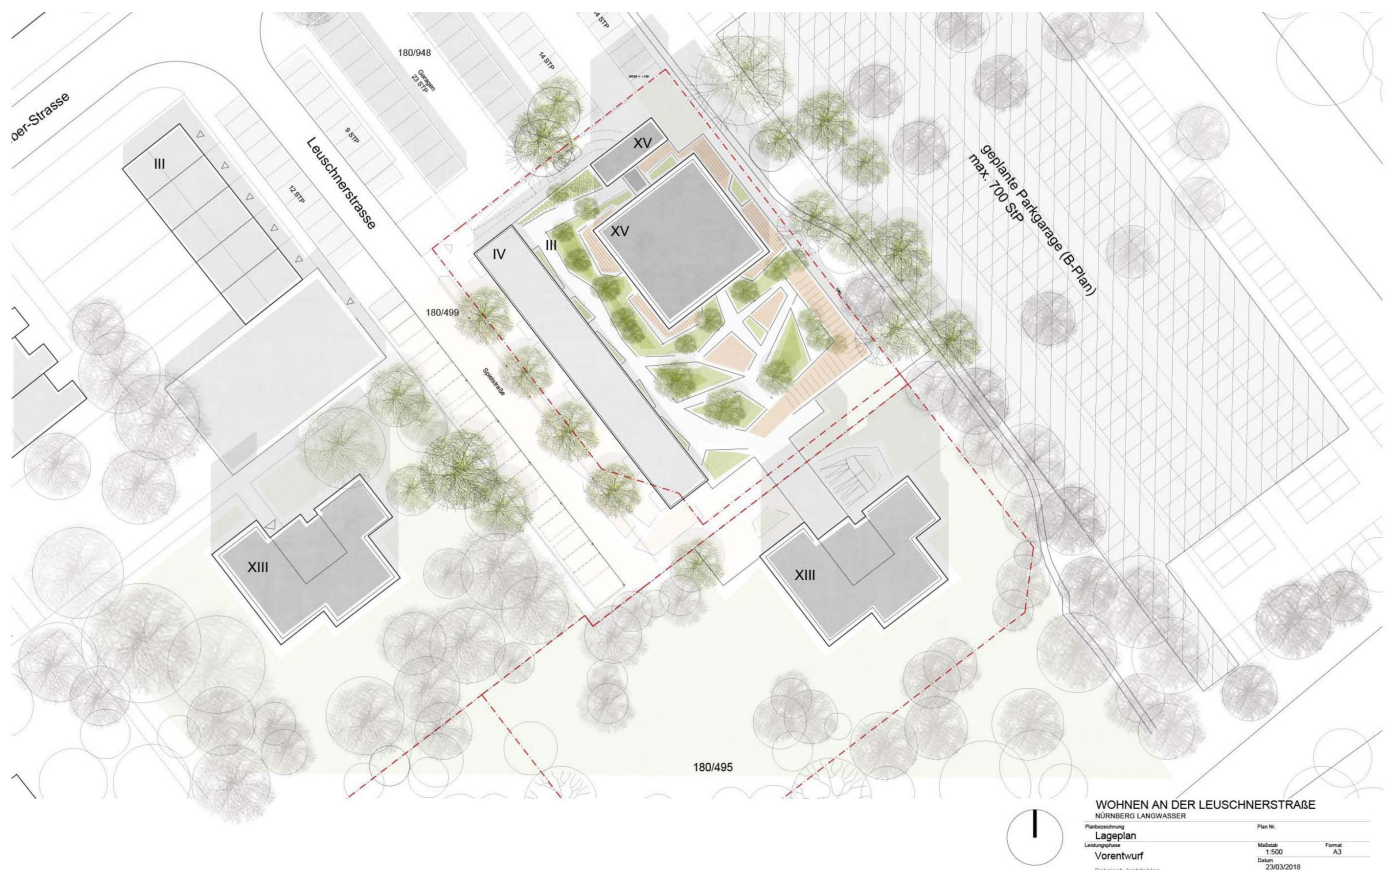 180/948
Garagen
23 STP
14 STP
9 STP
12 STP
Leuschnerstrasse
III
XV
XV
IV
III
geplante Parkgarage (B-Plan)
max. 700 StP
180/499
Spielstraße
XIII
XIII
180/495
WOHNEN AN DER LEUSCHNERSTRAßE
NÜRNBERG LANGWASSER
Planbezeichnung
Plan Nr.
Lageplan
Leistungsphase
Maßstab
Format
Vorentwurf
1:500
A3
Datum
23/03/2018